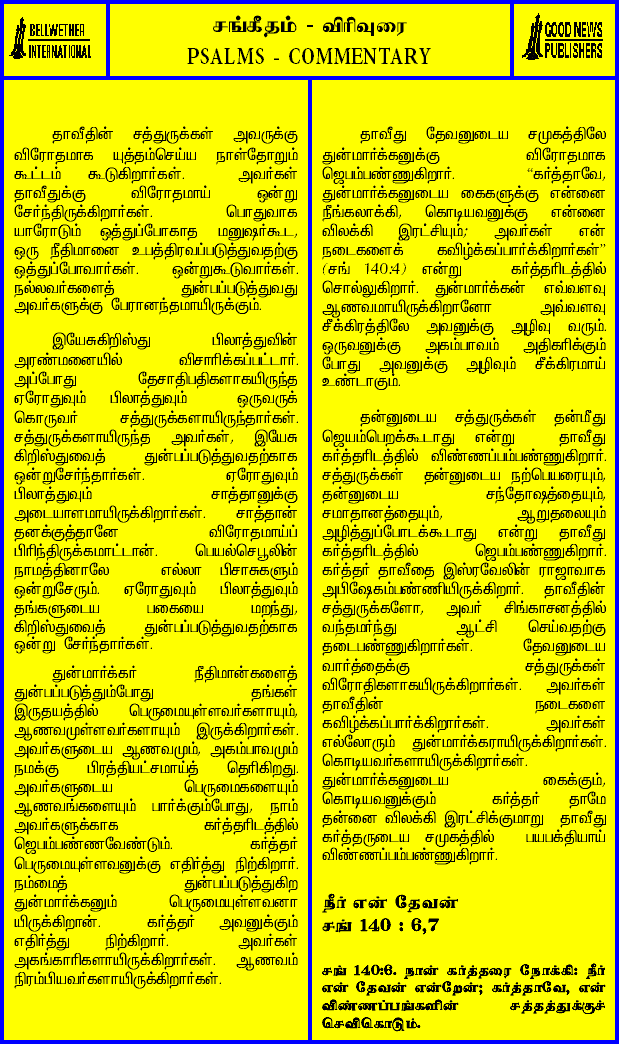 BELLWETHER
INTERNATIONAL
சங்கீதம் - விரிவுரை
PSALMS - COMMENTARY
GOOD NEWS
PUBLISHERS
தாவீதின் சத்துருக்கள் அவருக்கு
விரோதமாக யுத்தம்செய்ய நாள்தோறும்
கூட்டம் கூடுகிறார்கள். அவர்கள்
தாவீதுக்கு விரோதமாய் ஒன்று
சேர்ந்திருக்கிறார்கள். பொதுவாக
யாரோடும் ஒத்துப்போகாத மனுஷர்கூட,
ஒரு நீதிமானை உபத்திரவப்படுத்துவதற்கு
ஒத்துப்போவார்கள். ஒன்றுகூடுவார்கள்.
நல்லவர்களைத் துன்பப்படுத்துவது
அவர்களுக்கு பேரானந்தமாயிருக்கும்.
இயேசுகிறிஸ்து பிலாத்துவின்
அரண்மனையில் விசாரிக்கப்பட்டார்.
அப்போது தேசாதிபதிகளாகயிருந்த
ஏரோதுவும் பிலாத்துவும் ஒருவருக்
கொருவர் சத்துருக்களாயிருந்தார்கள்.
சத்துருக்களாயிருந்த அவர்கள், இயேசு
கிறிஸ்துவைத் துன்பப்படுத்துவதற்காக
ஒன்றுசேர்ந்தார்கள். ஏரோதுவும்
பிலாத்துவும் சாத்தானுக்கு
அடையாளமாயிருக்கிறார்கள். சாத்தான்
தனக்குத்தானே விரோதமாய்ப்
பிரிந்திருக்கமாட்டான். பெயல்செபூலின்
நாமத்தினாலே எல்லா பிசாசுகளும்
ஒன்றுசேரும். ஏரோதுவும் பிலாத்துவும்
தங்களுடைய பகையை மறந்து,
கிறிஸ்துவைத் துன்பப்படுத்துவதற்காக
ஒன்று சேர்ந்தார்கள்.
துன்மார்க்கர் நீதிமான்களைத்
துன்பப்படுத்தும்போது தங்கள்
இருதயத்தில் பெருமையுள்ளவர்களாயும்,
ஆணவமுள்ளவர்களாயும் இருக்கிறார்கள்.
அவர்களுடைய ஆணவமும், அகம்பாவமும்
நமக்கு பிரத்தியட்சமாய்த் தெரிகிறது.
அவர்களுடைய பெருமைகளையும்
ஆணவங்களையும் பார்க்கும்போது, நாம்
அவர்களுக்காக கர்த்தரிடத்தில்
ஜெபம்பண்ணவேண்டும். கர்த்தர்
பெருமையுள்ளவனுக்கு எதிர்த்து நிற்கிறார்.
நம்மைத் துன்பப்படுத்துகிற
துன்மார்க்கனும் பெருமையுள்ளவனா
யிருக்கிறான். கர்த்தர் அவனுக்கும்
எதிர்த்து நிற்கிறார். அவர்கள்
அகங்காரிகளாயிருக்கிறார்கள். ஆணவம்
நிரம்பியவர்களாயிருக்கிறார்கள்.
தாவீது தேவனுடைய சமுகத்திலே
துன்மார்க்கனுக்கு விரோதமாக
ஜெபம்பண்ணுகிறார். “கர்த்தாவே,
துன்மார்க்கனுடைய கைகளுக்கு என்னை
நீங்கலாக்கி, கொடியவனுக்கு என்னை
விலக்கி இரட்சியும்; அவர்கள் என்
நடைகளைக் கவிழ்க்கப்பார்க்கிறார்கள்”
(சங் 140:4) என்று கர்த்தரிடத்தில்
சொல்லுகிறார். துன்மார்க்கன் எவ்வளவு
ஆணவமாயிருக்கிறானோ அவ்வளவு
சீக்கிரத்திலே அவனுக்கு அழிவு வரும்.
ஒருவனுக்கு அகம்பாவம் அதிகரிக்கும்
போது அவனுக்கு அழிவும் சீக்கிரமாய்
உண்டாகும்.
தன்னுடைய சத்துருக்கள் தன்மீது
ஜெயம்பெறக்கூடாது என்று தாவீது
கர்த்தரிடத்தில் விண்ணப்பம்பண்ணுகிறார்.
சத்துருக்கள் தன்னுடைய நற்பெயரையும்,
தன்னுடைய சந்தோஷத்தையும்,
சமாதானத்தையும், ஆறுதலையும்
அழித்துப்போடக்கூடாது என்று தாவீது
கர்த்தரிடத்தில் ஜெபம்பண்ணுகிறார்.
கர்த்தர் தாவீதை இஸ்ரவேலின் ராஜாவாக
அபிஷேகம்பண்ணியிருக்கிறார். தாவீதின்
சத்துருக்களோ, அவர் சிங்காசனத்தில்
வந்தமர்ந்து ஆட்சி செய்வதற்கு
தடைபண்ணுகிறார்கள். தேவனுடைய
வார்த்தைக்கு சத்துருக்கள்
விரோதிகளாகயிருக்கிறார்கள். அவர்கள்
தாவீதின் நடைகளை
கவிழ்க்கப்பார்க்கிறார்கள். அவர்கள்
எல்லோரும் துன்மார்க்கராயிருக்கிறார்கள்.
கொடியவர்களாயிருக்கிறார்கள்.
துன்மார்க்கனுடைய கைக்கும்,
கொடியவனுக்கும் கர்த்தர் தாமே
தன்னை விலக்கி இரட்சிக்குமாறு தாவீது
கர்த்தருடைய சமுகத்தில் பயபக்தியாய்
விண்ணப்பம்பண்ணுகிறார்.
நீர் என் தேவன்
சங் 140 : 6,7
சங் 140:6. நான் கர்த்தரை நோக்கி: நீர்
என் தேவன் என்றேன்; கர்த்தாவே, என்
விண்ணப்பங்களின் சத்தத்துக்குச்
செவிகொடும்.